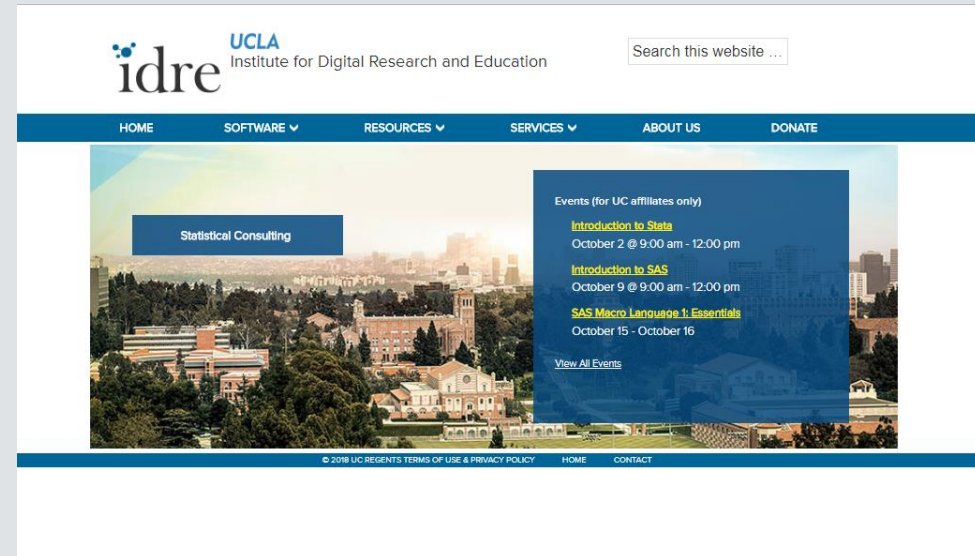 idre
UCLA
Institute for Digital Research and Education
Search this website …
HOME SOFTWARE RESOURCES SERVICES ABOUT US DONATE
Statistical Consulting
Events (for UC affiliates only)
Introduction to Stata
October 2 @ 9:00 am - 12:00 pm
Introduction to SAS
October 9 @ 9:00 am - 12:00 pm
SAS Macro Language 1: Essentials
October 15 - October 16
View All Events
© 2018 UC REGENTS TERMS OF USE & PRIVACY POLICY HOME CONTACT